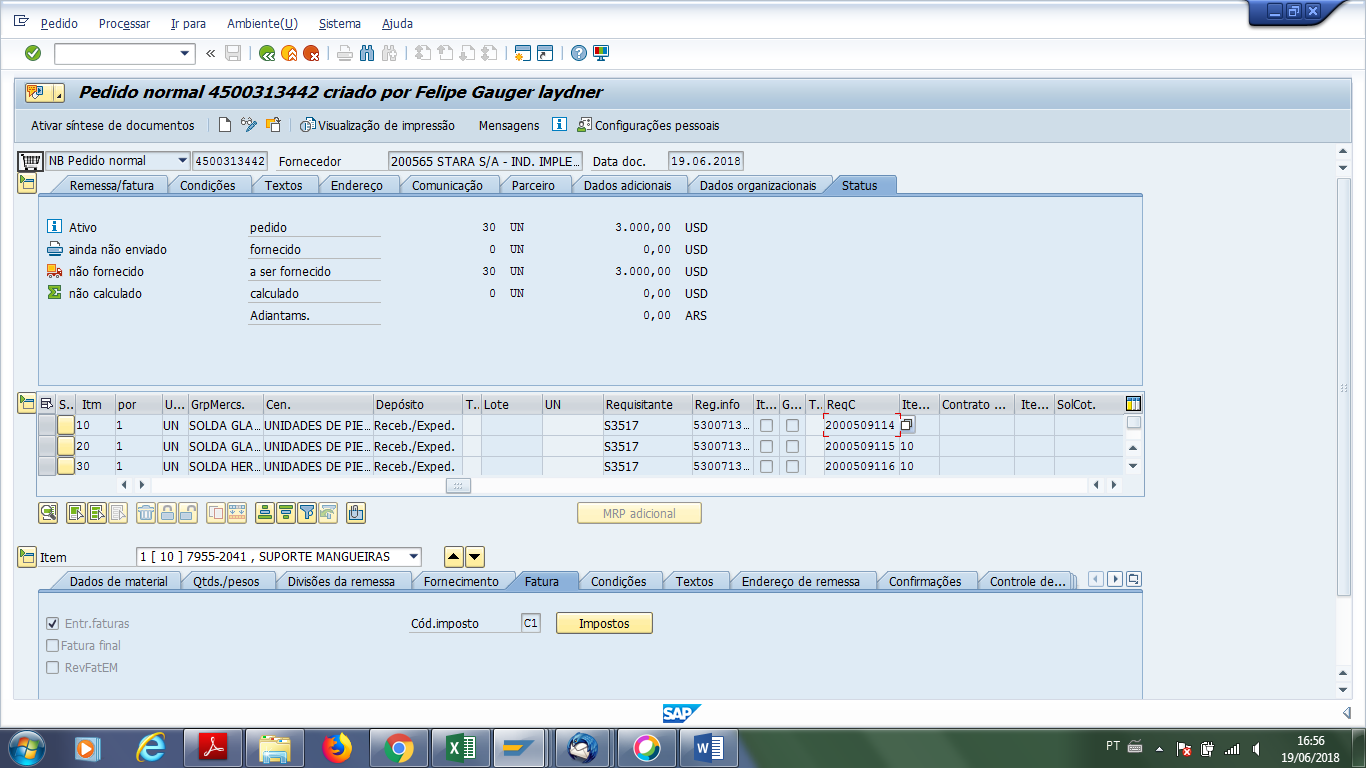 Pedido Processar Ir para Ambiente(U) Sistema Ajuda
Pedido normal 4500313442 criado por Felipe Gauger laydner
Ativar síntese de documentos Visualização de impressão Mensagens Configurações pessoais
NB Pedido normal 4500313442 Fornecedor 200565 STARA S/A - IND. IMPLE... Data doc. 19.06.2018
Remessa/fatura Condições Textos Endereço Comunicação Parceiro Dados adicionais Dados organizacionais Status
Ativo pedido 30 UN 3.000,00 USD
ainda não enviado fornecido 0 UN 0,00 USD
não fornecido a ser fornecido 30 UN 3.000,00 USD
não calculado calculado 0 UN 0,00 USD
Adiantams. 0,00 ARS
S.. Itm por U... GrpMercs. Cen. Depósito T.. Lote UN Requisitante Reg.info It... G... T.. ReqC Ite... Contrato ... Ite... SolCot.
10 1 UN SOLDA GLA... UNIDADES DE PIE... Receb./Exped. S3517 5300713... 2000509114
20 1 UN SOLDA GLA... UNIDADES DE PIE... Receb./Exped. S3517 5300713... 2000509115 10
30 1 UN SOLDA HER... UNIDADES DE PIE... Receb./Exped. S3517 5300713... 2000509116 10
MRP adicional
Item 1 [ 10 ] 7955-2041 , SUPORTE MANGUEIRAS
Dados de material Qtds./pesos Divisões da remessa Fornecimento Fatura Condições Textos Endereço de remessa Confirmações Controle de...
Entr.faturas Cód.imposto C1 Impostos
Fatura final
RevFatEM
SAP
PT 16:56
19/06/2018